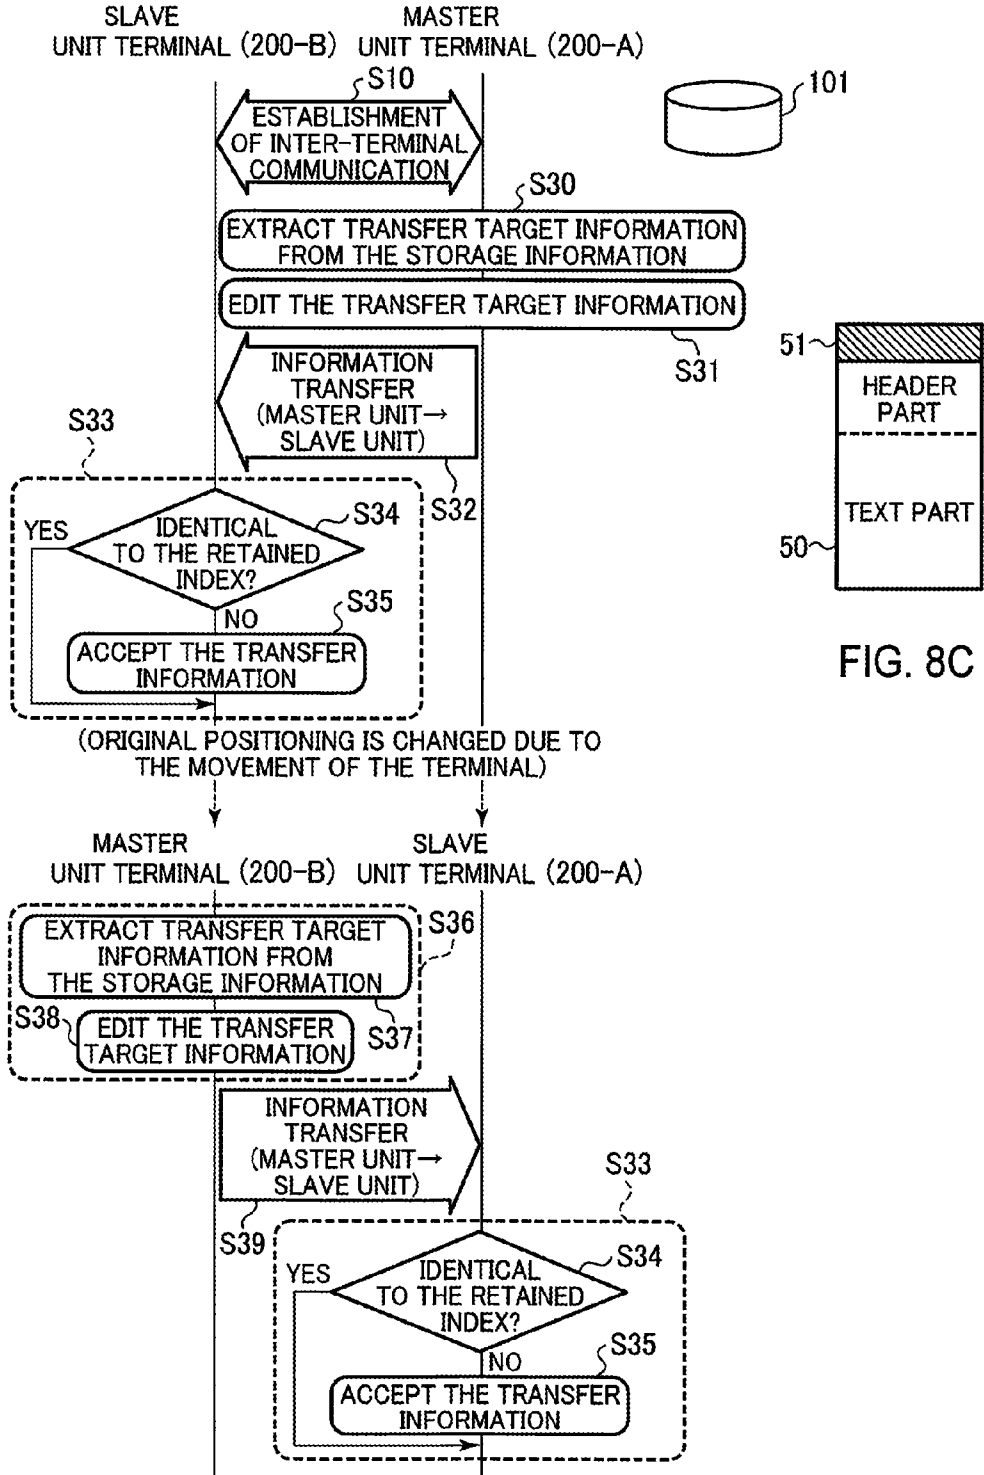 SLAVE
UNIT TERMINAL (200-B)
MASTER
UNIT TERMINAL (200-A)
S10
ESTABLISHMENT
OF INTER-TERMINAL
COMMUNICATION
101
S30
EXTRACT TRANSFER TARGET INFORMATION
FROM THE STORAGE INFORMATION
EDIT THE TRANSFER TARGET INFORMATION
S31
INFORMATION
TRANSFER
(MASTER UNIT→
SLAVE UNIT)
S32
51
HEADER
PART
TEXT PART
50
FIG. 8C
S33
S34
YES
IDENTICAL
TO THE RETAINED
INDEX?
NO
S35
ACCEPT THE TRANSFER
INFORMATION
(ORIGINAL POSITIONING IS CHANGED DUE TO
THE MOVEMENT OF THE TERMINAL)
MASTER
UNIT TERMINAL (200-B)
SLAVE
UNIT TERMINAL (200-A)
S36
EXTRACT TRANSFER TARGET
INFORMATION FROM
THE STORAGE INFORMATION
S37
S38
EDIT THE TRANSFER
TARGET INFORMATION
INFORMATION
TRANSFER
(MASTER UNIT→
SLAVE UNIT)
S39
S33
S34
YES
IDENTICAL
TO THE RETAINED
INDEX?
NO
S35
ACCEPT THE TRANSFER
INFORMATION